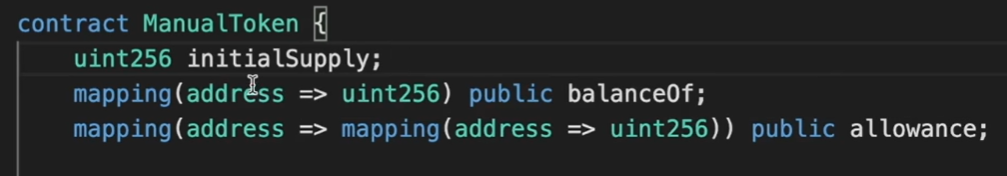 contract ManualToken {
uint256 initialSupply;
mapping(address => uint256) public balanceOf;
mapping(address => mapping(address => uint256)) public allowance;